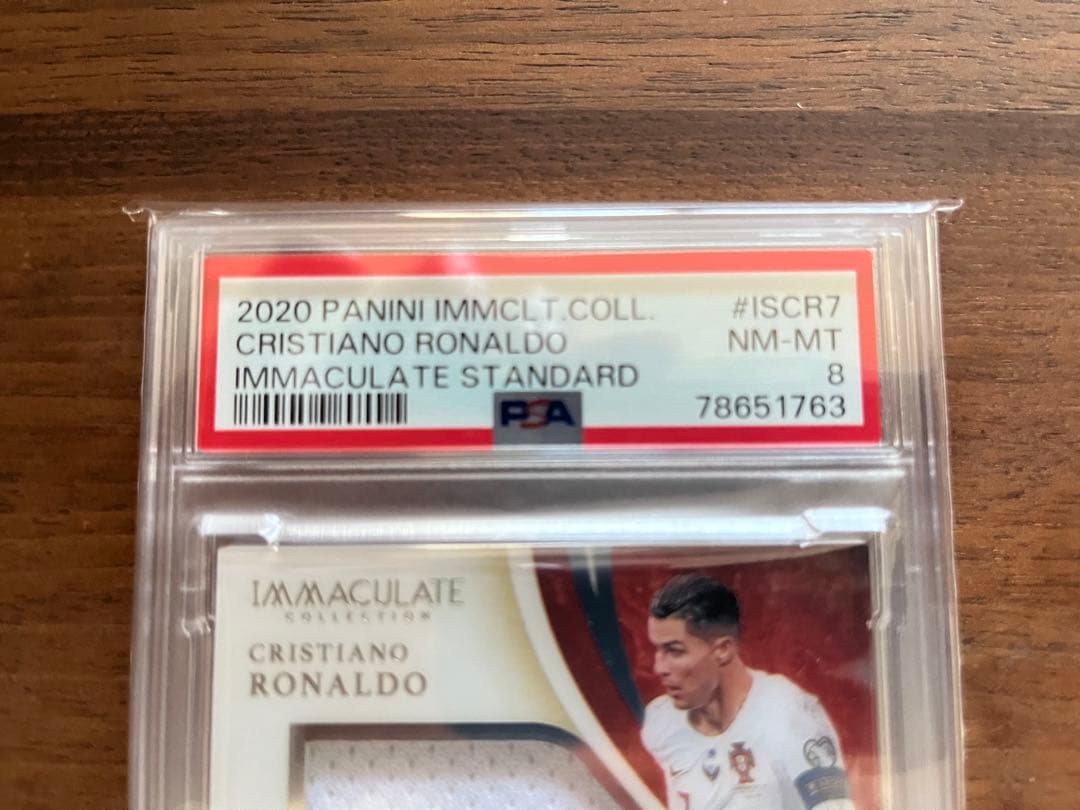 2020 PANINI IMMCLT.COLL. #ISCR7
CRISTIANO RONALDO NM-MT
IMMACULATE STANDARD 8
PSA 78651763
IMMACULATE
COLLECTION
CRISTIANO
RONALDO